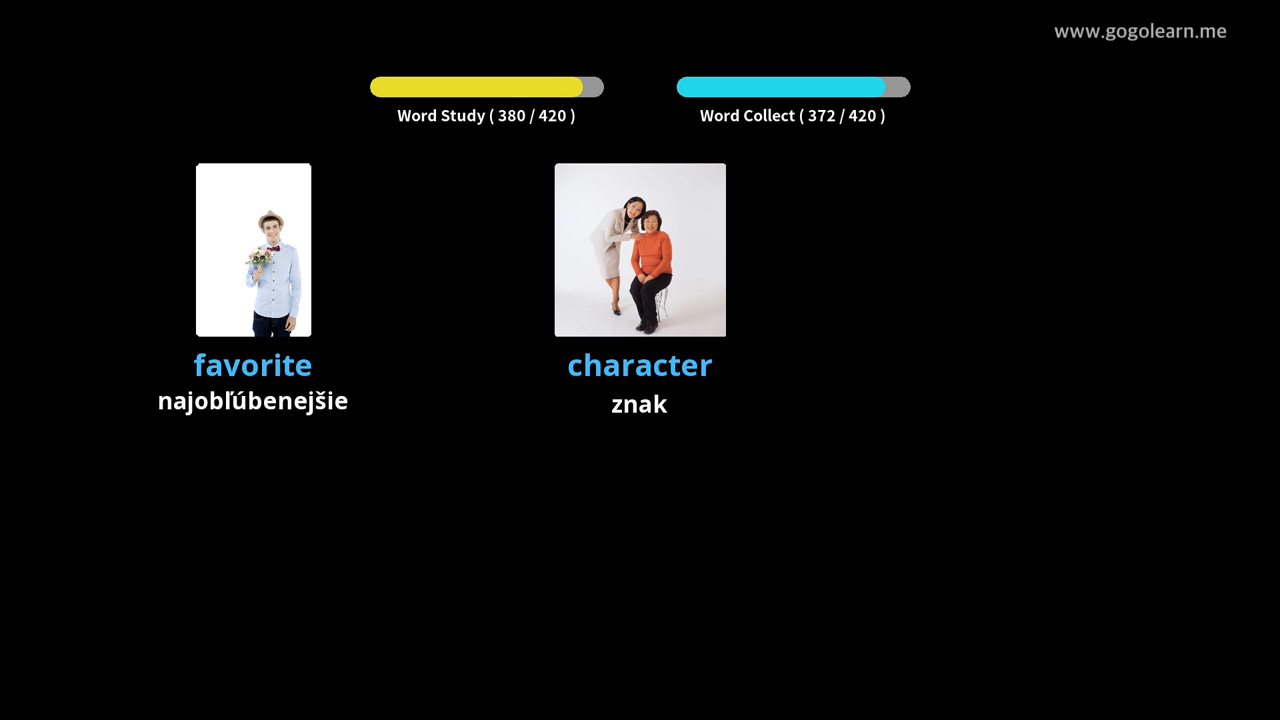 www.gogolearn.me
Word Study ( 380 / 420 )
Word Collect ( 372 / 420 )
favorite
najobľúbenejšie
character
znak